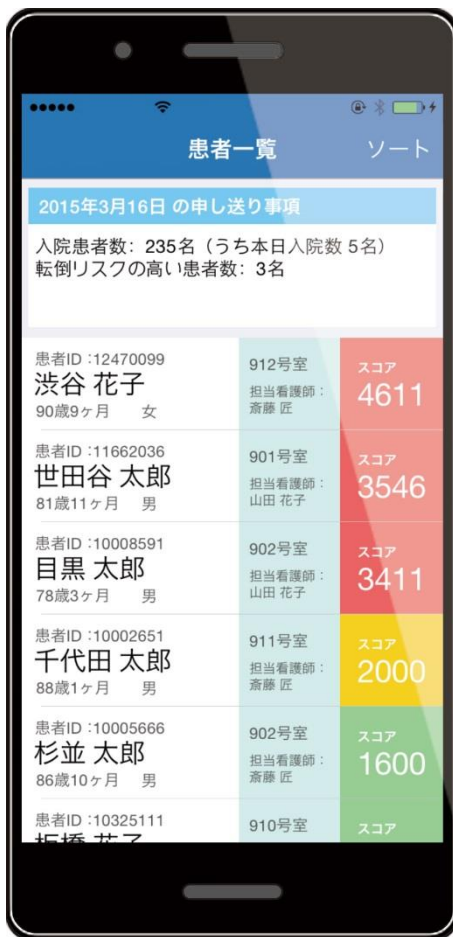 患者一覧
ソート
2015年3月16日 の申し送り事項
入院患者数: 235名（うち本日入院数 5名）
転倒リスクの高い患者数: 3名
患者ID :12470099
渋谷 花子
90歳9ヶ月 女
912号室
担当看護師:
斎藤 匠
スコア
4611
患者ID :11662036
世田谷 太郎
81歳11ヶ月 男
901号室
担当看護師:
山田 花子
スコア
3546
患者ID :10008591
目黒 太郎
78歳3ヶ月 男
902号室
担当看護師:
山田 花子
スコア
3411
患者ID :10002651
千代田 太郎
88歳1ヶ月 男
911号室
担当看護師:
斎藤 匠
スコア
2000
患者ID :10005666
杉並 太郎
86歳10ヶ月 男
902号室
担当看護師:
斎藤 匠
スコア
1600
患者ID :10325111
板橋 花子
910号室
スコア